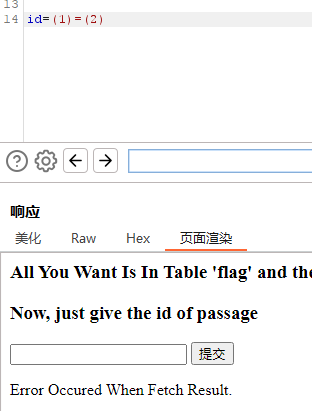 13
14 id=(1)=(2)
响应
美化 Raw Hex 页面渲染
All You Want Is In Table 'flag' and the
Now, just give the id of passage
提交
Error Occured When Fetch Result.